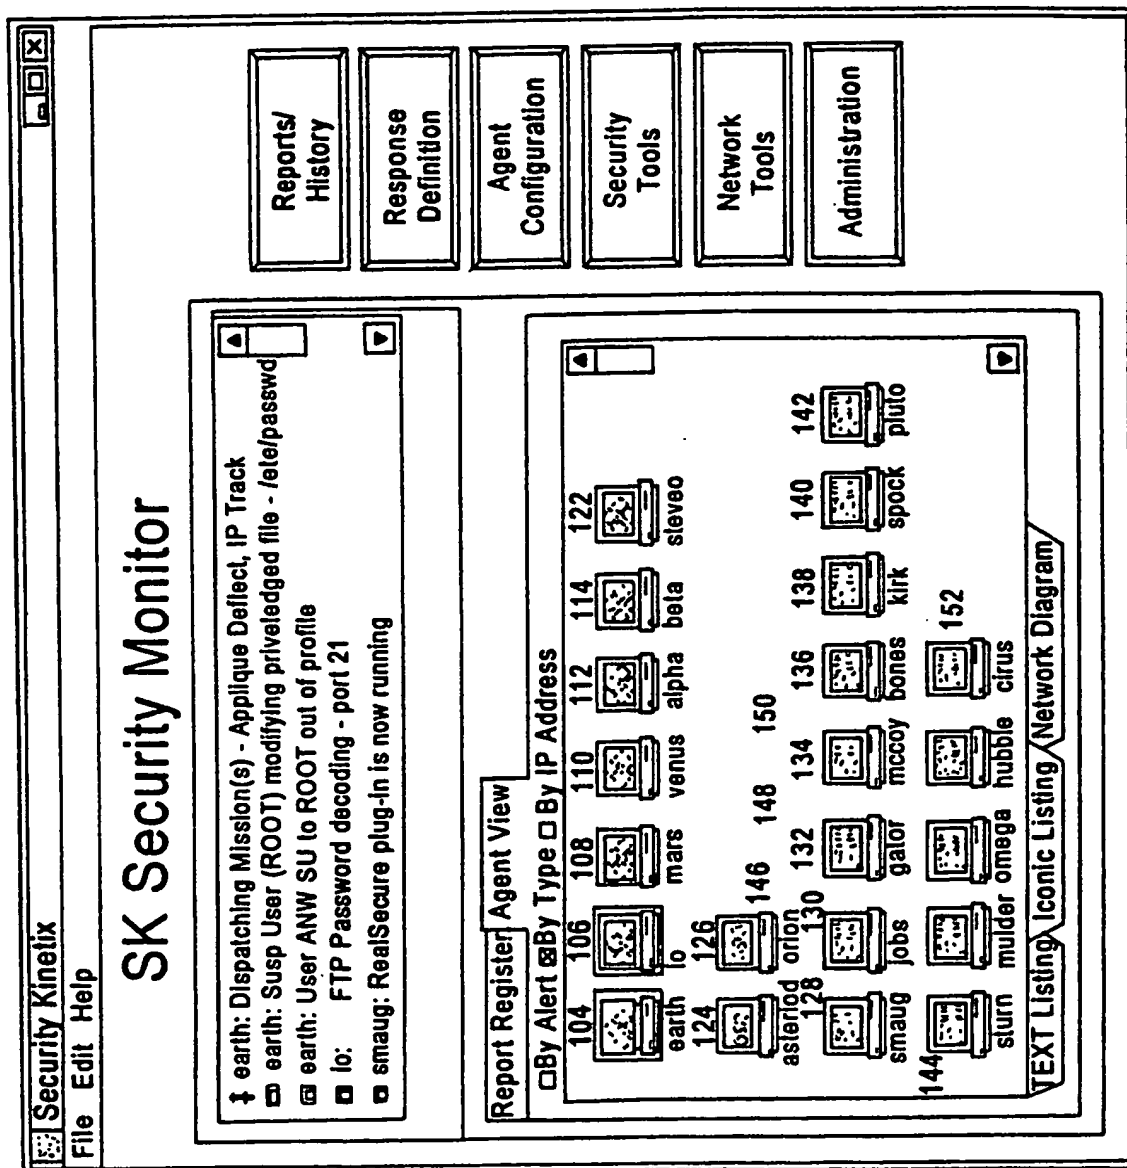 Security Kinetix
File Edit Help
SK Security Monitor
earth: Dispatching Mission(s) - Applique Deflect, IP Track
earth: Susp User (ROOT) modifying priveledged file - /ete/passwd
earth: User ANW SU to ROOT out of profile
Io: FTP Password decoding - port 21
smaug: RealSecure plug-in is now running
Reports/
History
Response
Definition
Agent
Configuration
Security
Tools
Network
Tools
Administration
Report Register Agent View
By Alert By Type By IP Address
104 106 108 110 112 114 122
earth Io mars venus alpha beta steveo
124 126 146 148 150
asteriod orion
128 130 132 134 136 138 140 142
smaug jobs gator mccoy bones kirk spock pluto
144 152
sturn mulder omega hubble cirus
TEXT Listing Iconic Listing Network Diagram